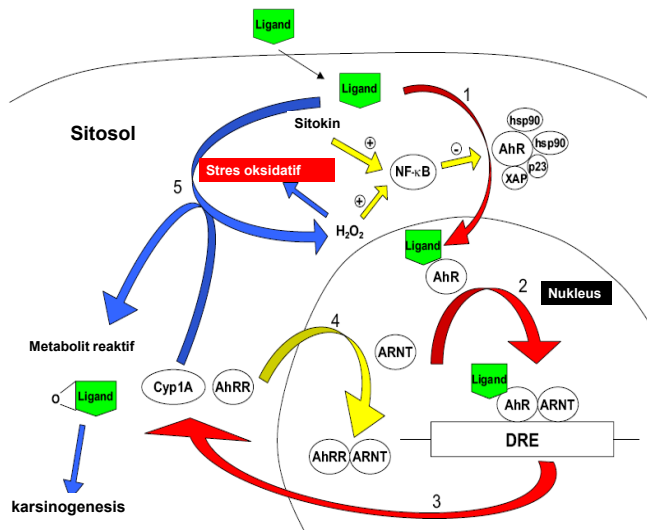 Ligand
Ligand
1
Sitokin
Sitosol
hsp90
AhR
hsp90
p23
XAP
+
-
NF-κB
Stres oksidatif
5
+
H₂O₂
Ligand
AhR
2
Nukleus
4
ARNT
Metabolit reaktif
Ligand
Cyp1A
AhRR
O
Ligand
AhR
ARNT
DRE
AhRR
ARNT
3
karsinogenesis